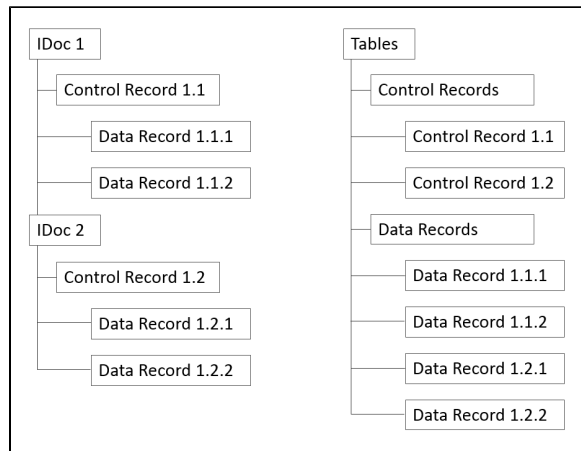 IDoc 1
Control Record 1.1
Data Record 1.1.1
Data Record 1.1.2
IDoc 2
Control Record 1.2
Data Record 1.2.1
Data Record 1.2.2
Tables
Control Records
Control Record 1.1
Control Record 1.2
Data Records
Data Record 1.1.1
Data Record 1.1.2
Data Record 1.2.1
Data Record 1.2.2